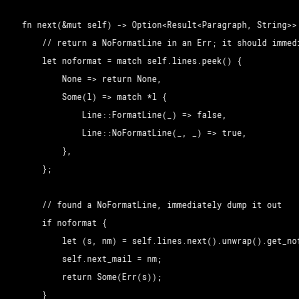 fn next(&mut self) -> Option<Result<Paragraph, String>>
// return a NoFormatLine in an Err; it should immedi
let noformat = match self.lines.peek() {
None => return None,
Some(l) => match *l {
Line::FormatLine(_) => false,
Line::NoFormatLine(_, _) => true,
},
};
// found a NoFormatLine, immediately dump it out
if noformat {
let (s, nm) = self.lines.next().unwrap().get_nof
self.next_mail = nm;
return Some(Err(s));
}